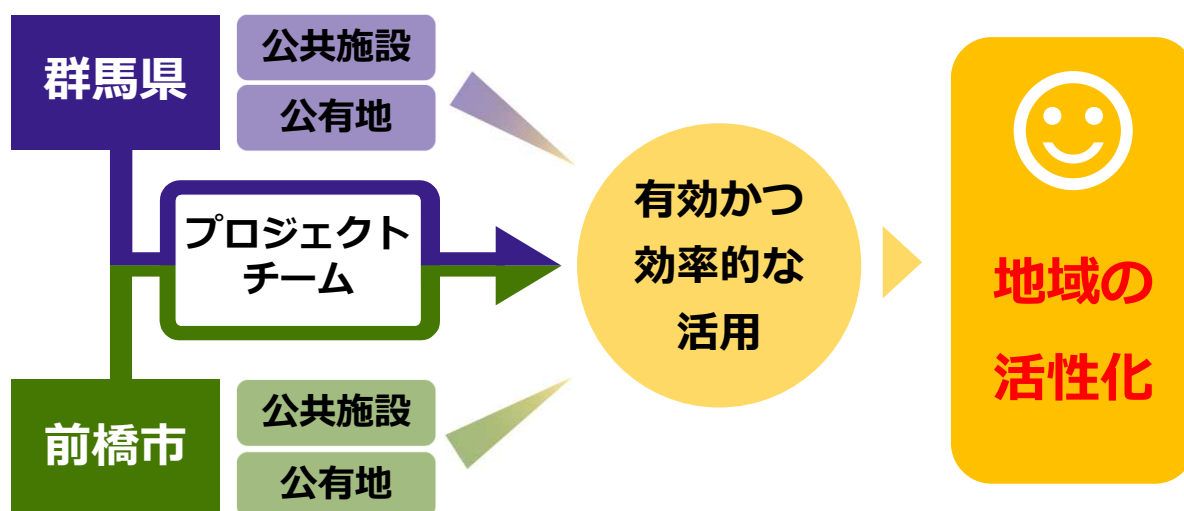 群馬県
公共施設
公有地
プロジェクト
チーム
前橋市
公共施設
公有地
有効かつ
効率的な
活用
地域の
活性化